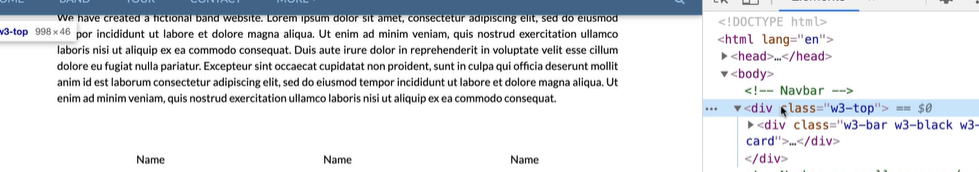 We have created a fictional band website. Lorem ipsum dolor sit amet, consectetur adipiscing elit, sed do eiusmod
w3-top 998×46 por incididunt ut labore et dolore magna aliqua. Ut enim ad minim veniam, quis nostrud exercitation ullamco
laboris nisi ut aliquip ex ea commodo consequat. Duis aute irure dolor in reprehenderit in voluptate velit esse cillum
dolore eu fugiat nulla pariatur. Excepteur sint occaecat cupidatat non proident, sunt in culpa qui officia deserunt mollit
anim id est laborum consectetur adipiscing elit, sed do eiusmod tempor incididunt ut labore et dolore magna aliqua. Ut
enim ad minim veniam, quis nostrud exercitation ullamco laboris nisi ut aliquip ex ea commodo consequat.
Name Name Name
<!DOCTYPE html>
<html lang="en">
▶<head>…</head>
▼<body>
<!-- Navbar -->
… ▼<div class="w3-top"> == $0
▶<div class="w3-bar w3-black w3-
card">…</div>
</div>